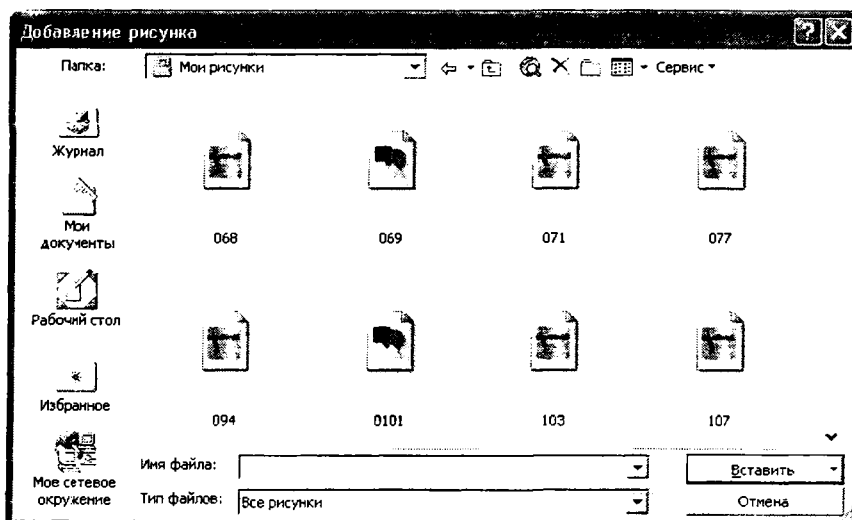 Добавление рисунка
Папка: Мои рисунки Сервис
Журнал
Мои
документы
Рабочий стол
Избранное
Мое сетевое
окружение
068 069 071 077
094 0101 103 107
Имя файла: Вставить
Тип файлов: Все рисунки Отмена